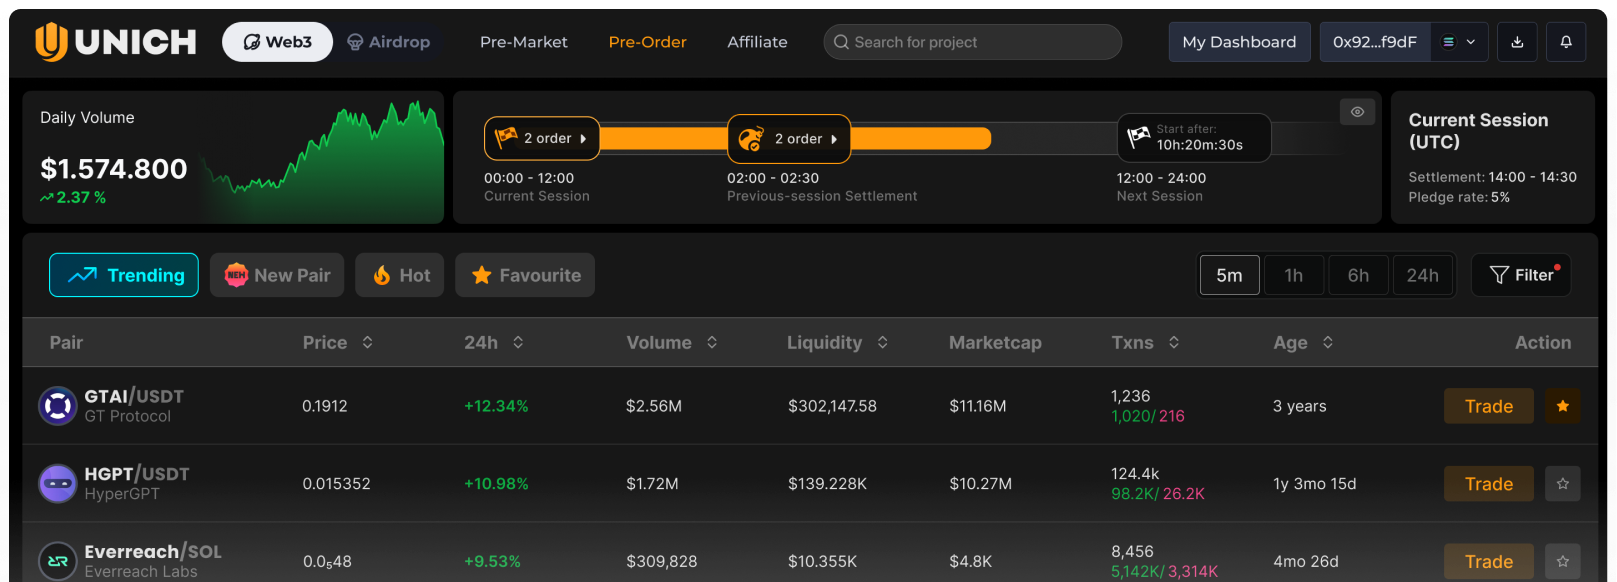 UNICH Web3 Airdrop Pre-Market Pre-Order Affiliate Search for project My Dashboard 0x92...f9dF
Daily Volume
$1.574.800
2.37 %
2 order
00:00 - 12:00
Current Session
2 order
02:00 - 02:30
Previous-session Settlement
Start after:
10h:20m:30s
12:00 - 24:00
Next Session
Current Session
(UTC)
Settlement: 14:00 - 14:30
Pledge rate: 5%
Trending NEW New Pair Hot Favourite 5m 1h 6h 24h Filter
Pair Price 24h Volume Liquidity Marketcap Txns Age Action
GTAI/USDT
GT Protocol
0.1912 +12.34% $2.56M $302,147.58 $11.16M
1,236
1,020/ 216
3 years Trade
HGPT/USDT
HyperGPT
0.015352 +10.98% $1.72M $139.228K $10.27M
124.4k
98.2K/ 26.2K
1y 3mo 15d Trade
Everreach/SOL
Everreach Labs
0.0₅48 +9.53% $309,828 $10.355K $4.8K
8,456
5,142K/ 3,314K
4mo 26d Trade